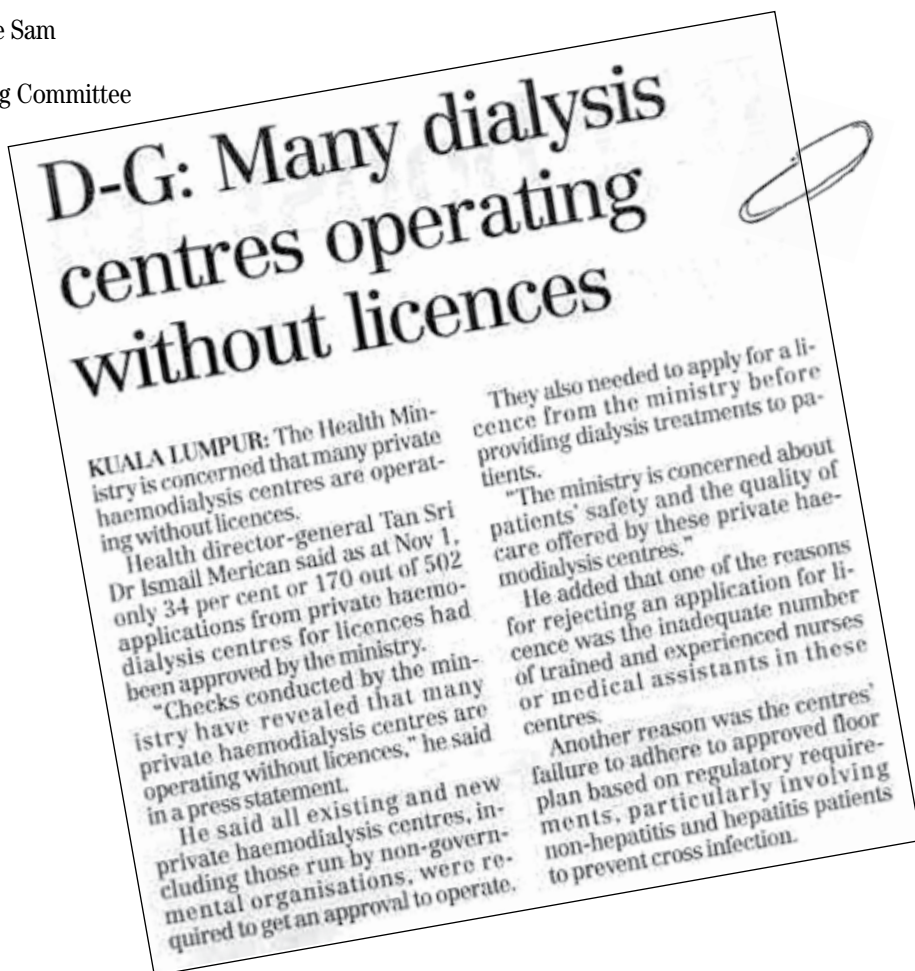 e Sam
g Committee
D-G: Many dialysis
centres operating
without licences
KUALA LUMPUR: The Health Min-
istry is concerned that many private
haemodialysis centres are operat-
ing without licences.
Health director-general Tan Sri
Dr Ismail Merican said as at Nov 1,
only 34 per cent or 170 out of 502
applications from private haemo-
dialysis centres for licences had
been approved by the ministry.
"Checks conducted by the min-
istry have revealed that many
private haemodialysis centres are
operating without licences," he said
in a press statement.
He said all existing and new
private haemodialysis centres, in-
cluding those run by non-govern-
mental organisations, were re-
quired to get an approval to operate.
They also needed to apply for a li-
cence from the ministry before
providing dialysis treatments to pa-
tients.
"The ministry is concerned about
patients' safety and the quality of
care offered by these private hae-
modialysis centres."
He added that one of the reasons
for rejecting an application for li-
cence was the inadequate number
of trained and experienced nurses
or medical assistants in these
centres.
Another reason was the centres'
failure to adhere to approved floor
plan based on regulatory require-
ments, particularly involving
non-hepatitis and hepatitis patients
to prevent cross infection.